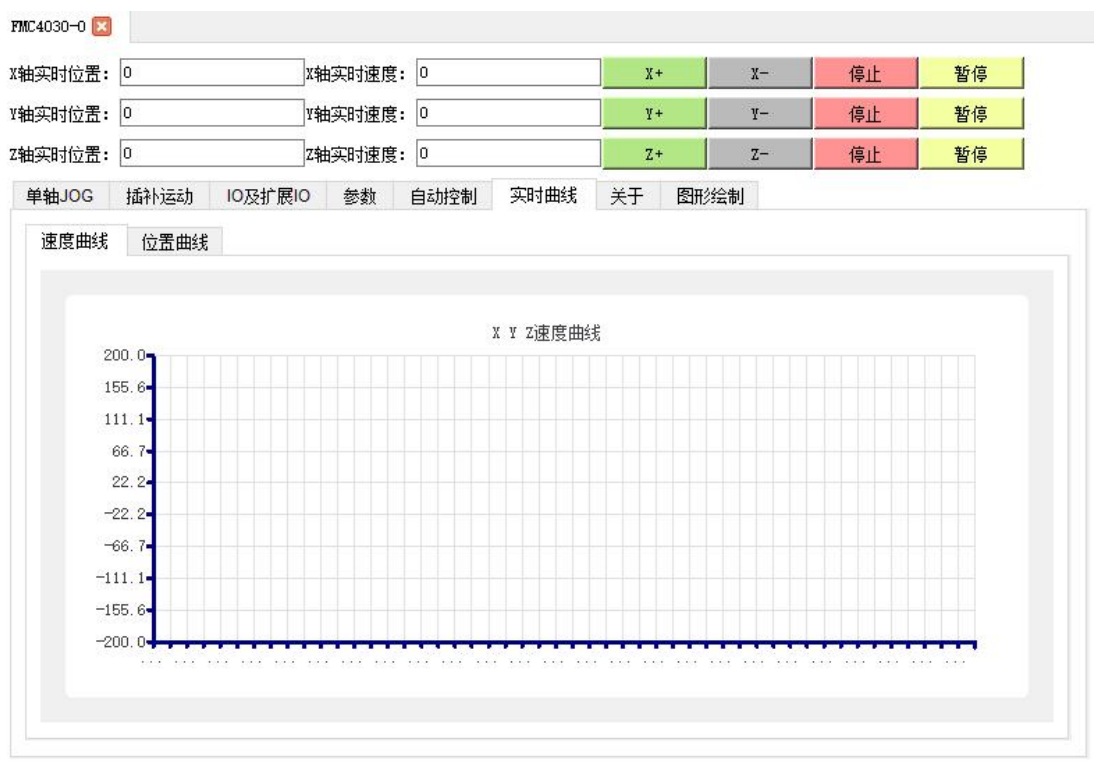 FMC4030-0
X轴实时位置: 0 X轴实时速度: 0 X+ X- 停止 暂停
Y轴实时位置: 0 Y轴实时速度: 0 Y+ Y- 停止 暂停
Z轴实时位置: 0 Z轴实时速度: 0 Z+ Z- 停止 暂停
单轴JOG 插补运动 IO及扩展IO 参数 自动控制 实时曲线 关于 图形绘制
速度曲线 位置曲线
X Y Z速度曲线
200.0
155.6
111.1
66.7
22.2
-22.2
-66.7
-111.1
-155.6
-200.0
... ... ... ... ... ... ... ... ... ... ... ... ... ... ... ... ... ... ... ... ... ... ... ... ...